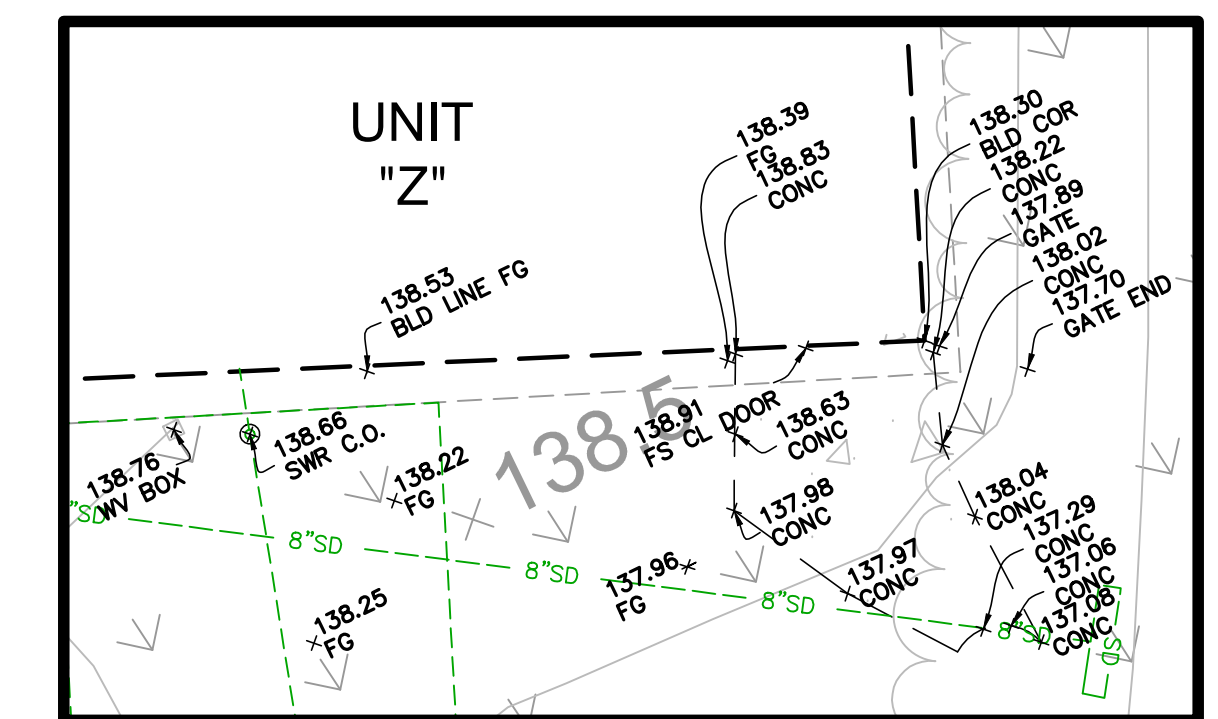 UNIT
"Z"
138.39
FG
138.83
CONC
138.30
BLD COR
138.22
CONC
137.89
GATE
138.02
CONC
137.70
GATE END
138.53
BLD LINE FG
138.5
138.91
FS CL DOOR
138.63
CONC
138.66
SWR C.O.
138.76
WV BOX
138.22
FG
137.98
CONC
138.04
CONC
137.29
CONC
137.06
CONC
137.08
CONC
137.97
CONC
137.96
FG
138.25
FG
"SD
8"SD
8"SD
8"SD
8"SD
SD